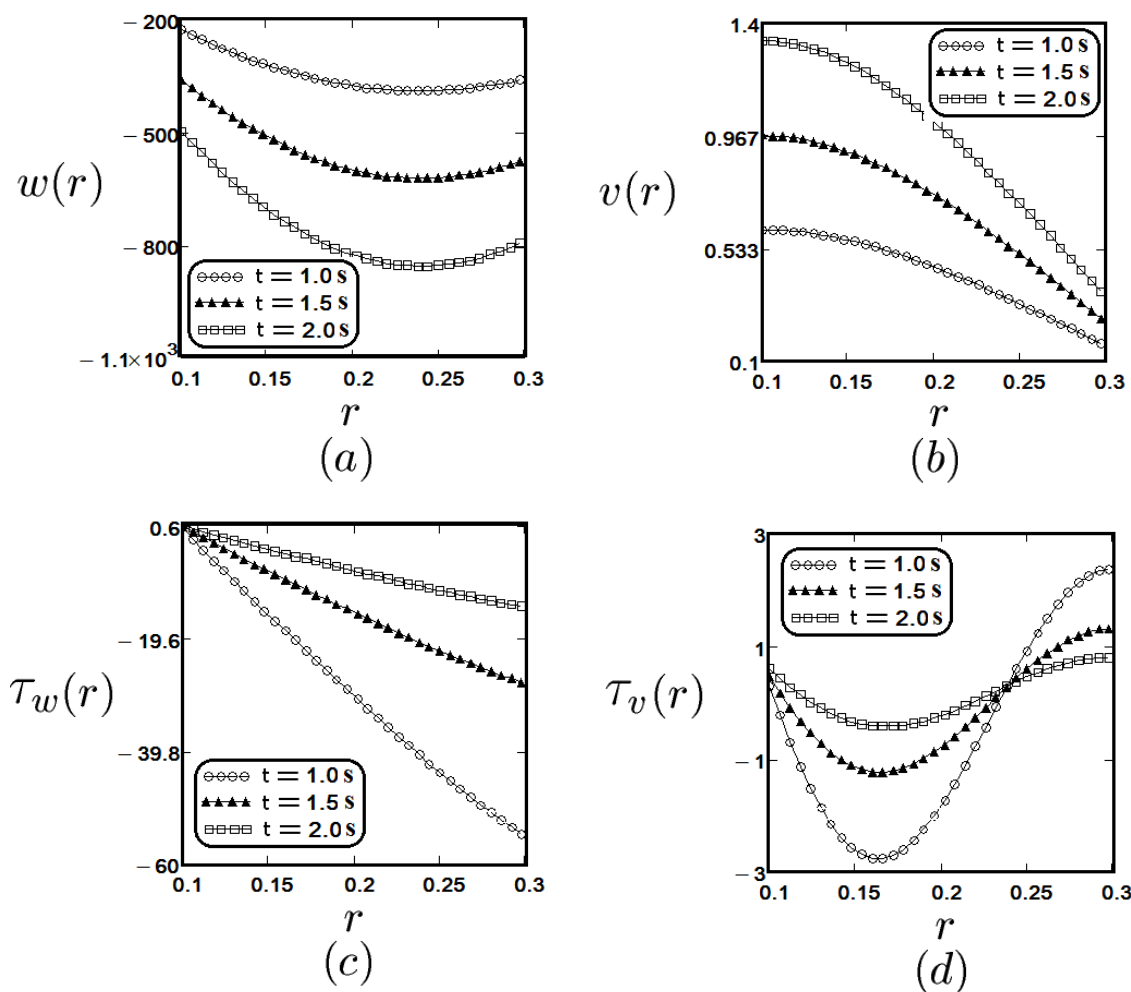 −200
−500
w(r)
−800
−1.1×10³
t = 1.0 s
t = 1.5 s
t = 2.0 s
0.1 0.15 0.2 0.25 0.3
r
(a)
1.4
0.967
v(r)
0.533
0.1
t = 1.0 s
t = 1.5 s
t = 2.0 s
0.1 0.15 0.2 0.25 0.3
r
(b)
0.6
−19.6
τw(r)
−39.8
−60
t = 1.0 s
t = 1.5 s
t = 2.0 s
0.1 0.15 0.2 0.25 0.3
r
(c)
3
1
τv(r)
−1
−3
t = 1.0 s
t = 1.5 s
t = 2.0 s
0.1 0.15 0.2 0.25 0.3
r
(d)